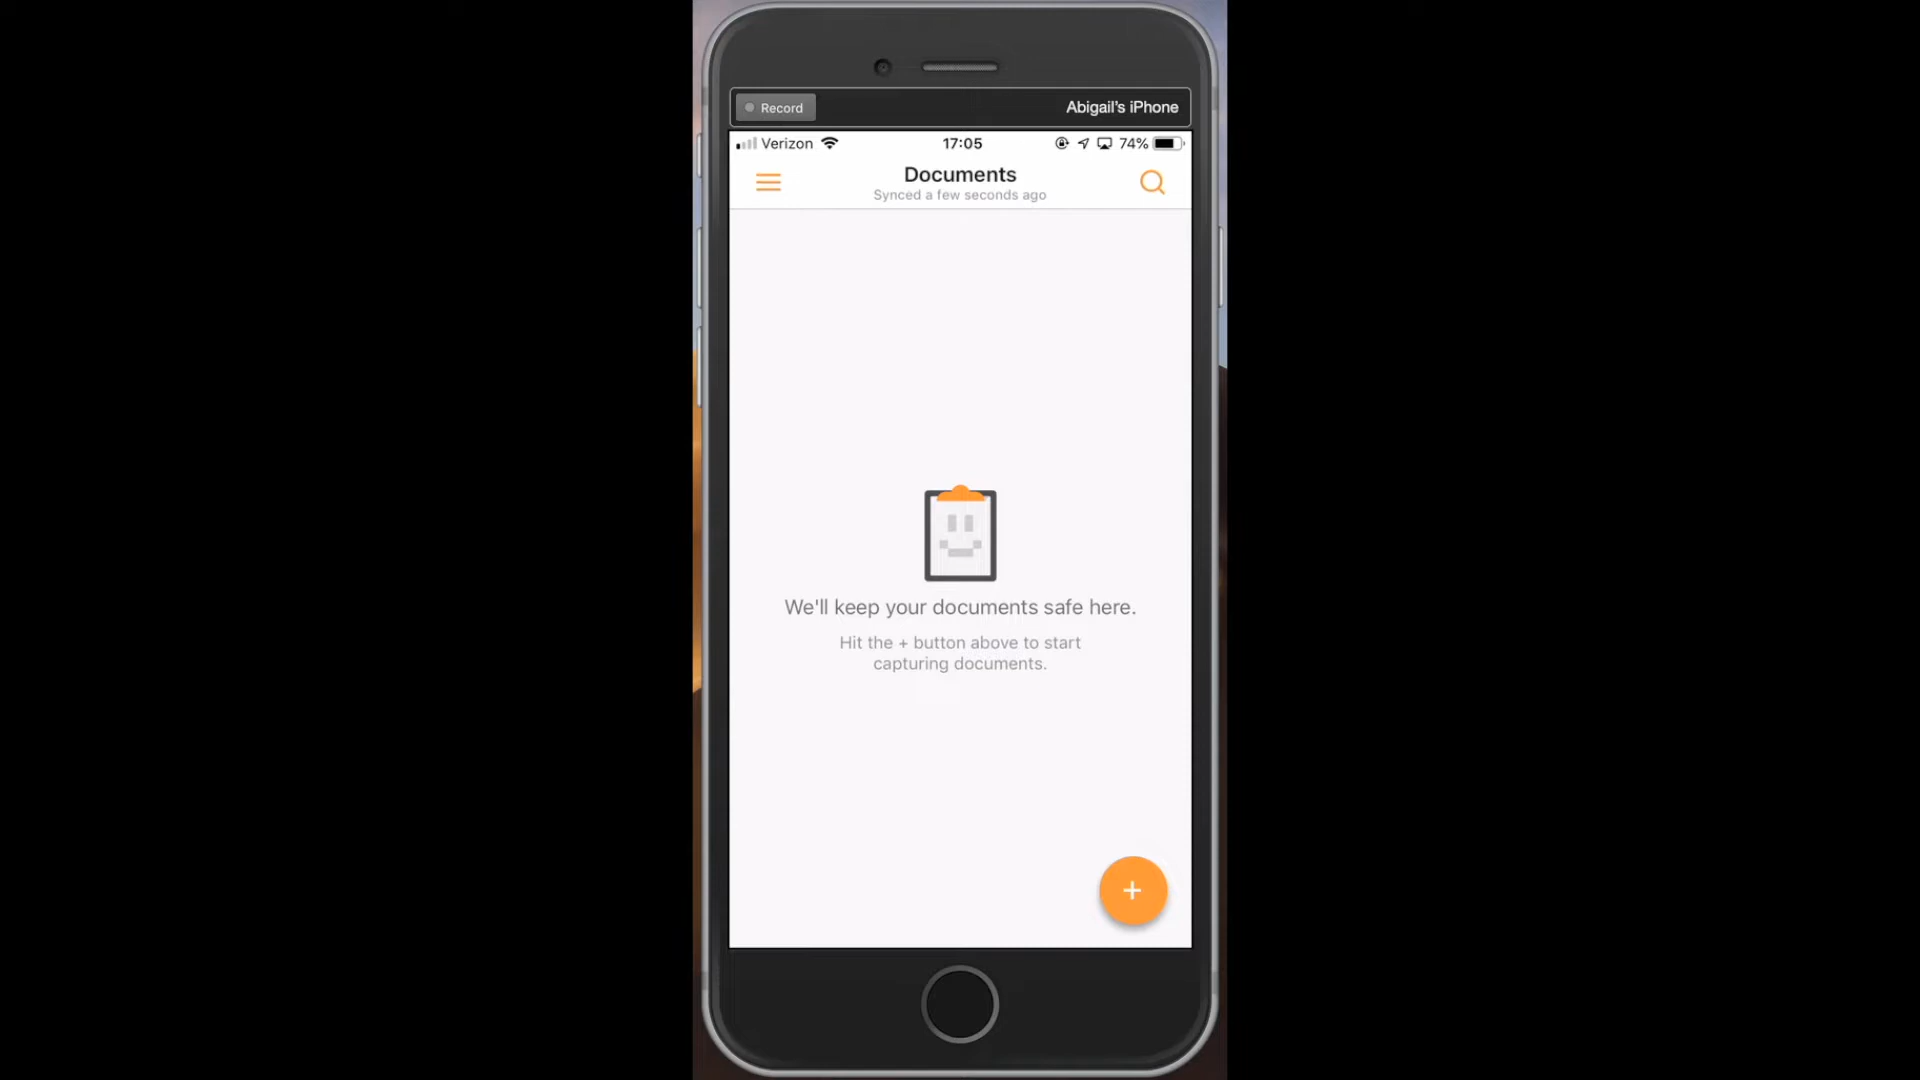 Record
Abigail's iPhone
Verizon
17:05
74%
Documents
Synced a few seconds ago
We'll keep your documents safe here.
Hit the + button above to start
capturing documents.
+